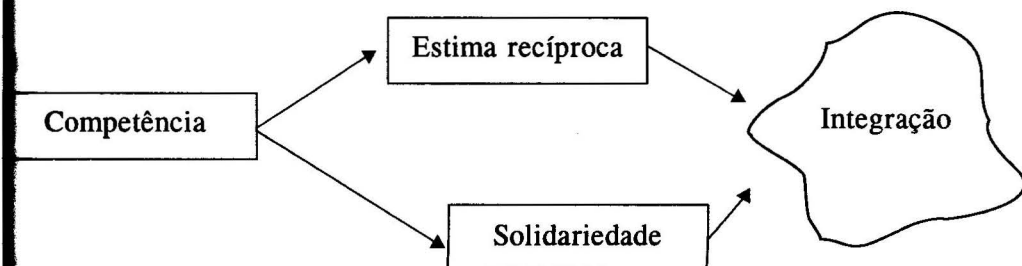 Estima recíproca
Competência
Integração
Solidariedade